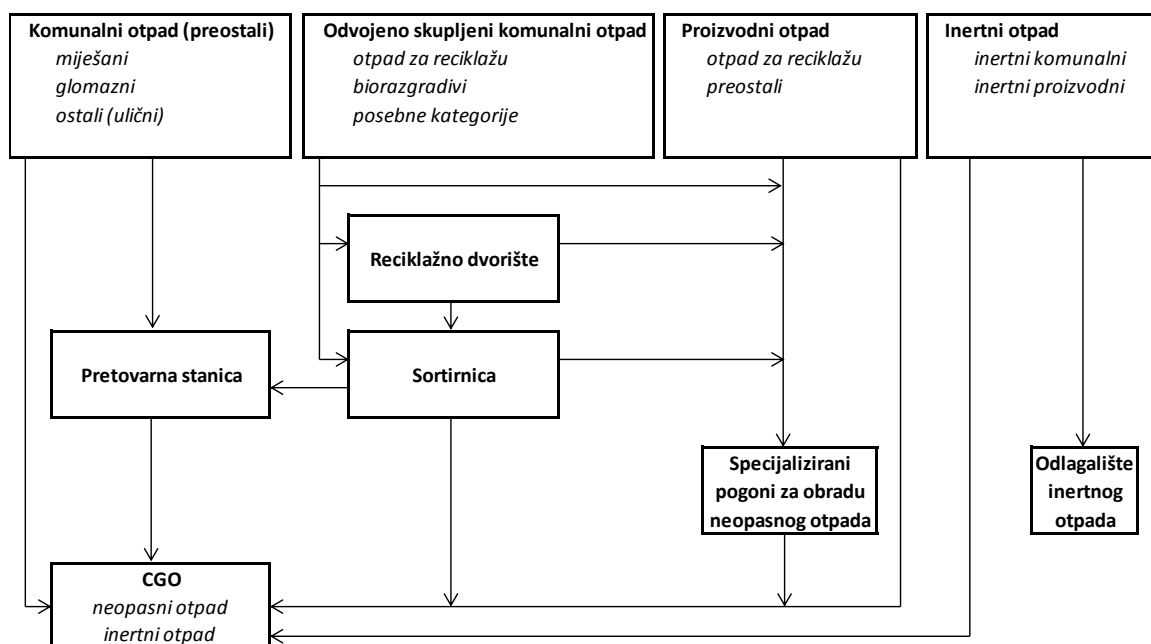 Komunalni otpad (preostali)
miješani
glomazni
ostali (ulični)
Odvojeno skupljeni komunalni otpad
otpad za reciklažu
biorazgradivi
posebne kategorije
Proizvodni otpad
otpad za reciklažu
preostali
Inertni otpad
inertni komunalni
inertni proizvodni
Reciklažno dvorište
Pretovarna stanica
Sortirnica
Specijalizirani
pogoni za obradu
neopasnog otpada
Odlagalište
inertnog
otpada
CGO
neopasni otpad
inertni otpad